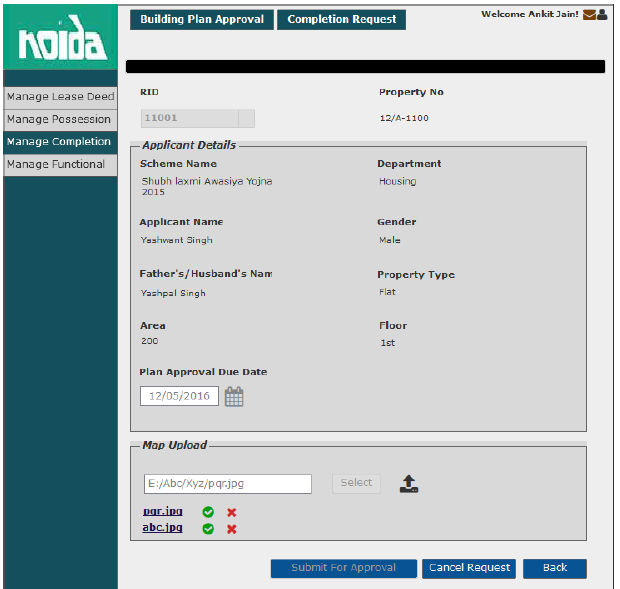 noida
Building Plan Approval
Completion Request
Welcome Ankit Jain!
Manage Lease Deed
Manage Possession
Manage Completion
Manage Functional
RID
Property No
11001
12/A-1100
Applicant Details
Scheme Name
Department
Shubh laxmi Awasiya Yojna
2015
Housing
Applicant Name
Gender
Yashwant Singh
Male
Father's/Husband's Nam
Property Type
Yashpal Singh
Flat
Area
Floor
200
1st
Plan Approval Due Date
12/05/2016
Map Upload
E:/Abc/Xyz/pqr.jpg
Select
pqr.jpg
abc.jpg
Submit For Approval
Cancel Request
Back